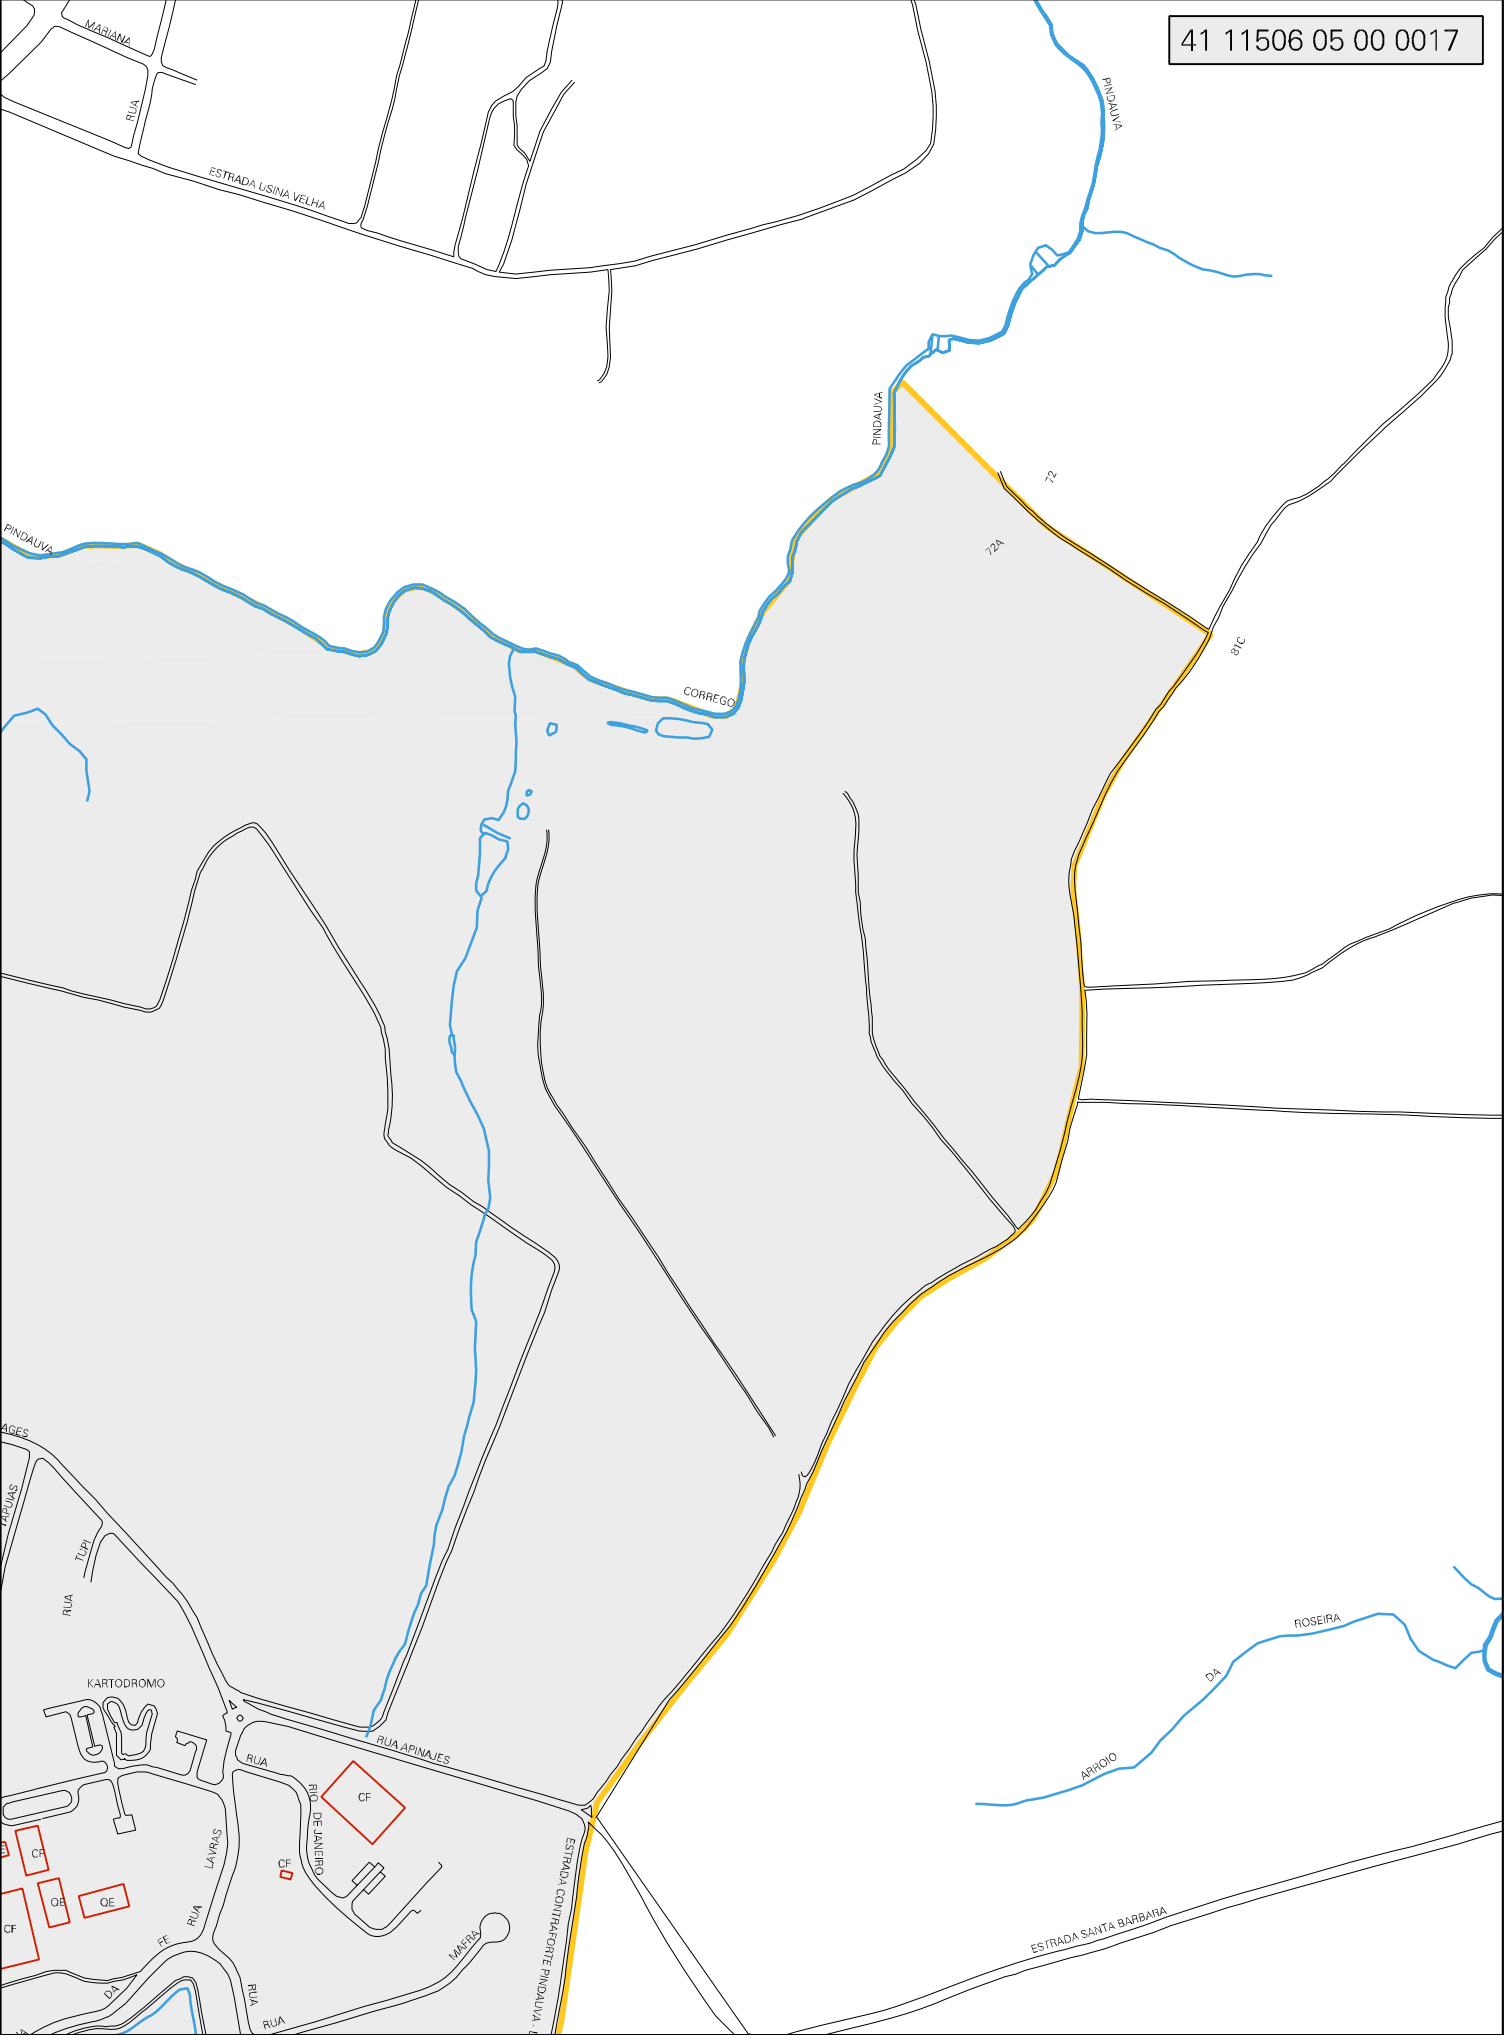 41 11506 05 00 0017
MARIANA
RUA
ESTRADA USINA VELHA
PINDAUVA
PINDAUVA
72
72A
81C
PINDAUVA
CORREGO
AGES
TAPUIAS
TUPI
RUA
KARTODROMO
RUA APINAJES
RUA
RIO DE JANEIRO
CF
CF
LAVRAS
RUA
CF
QE
QE
CF
FE
DA
RUA
RUA
MAFRA
ESTRADA CONTRAFORTE PINDAUVA -
ROSEIRA
DA
ARROIO
ESTRADA SANTA BARBARA